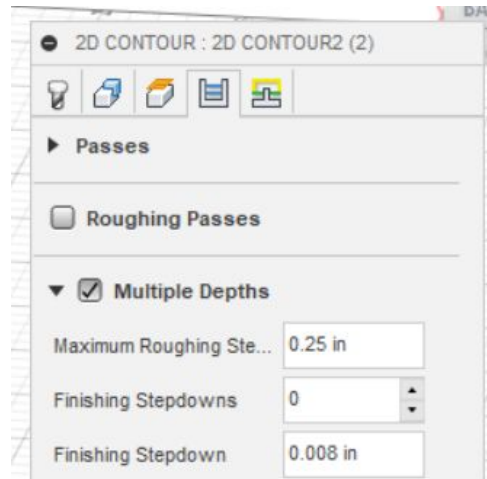 2D CONTOUR : 2D CONTOUR2 (2)
Passes
Roughing Passes
Multiple Depths
Maximum Roughing Ste... 0.25 in
Finishing Stepdowns 0
Finishing Stepdown 0.008 in